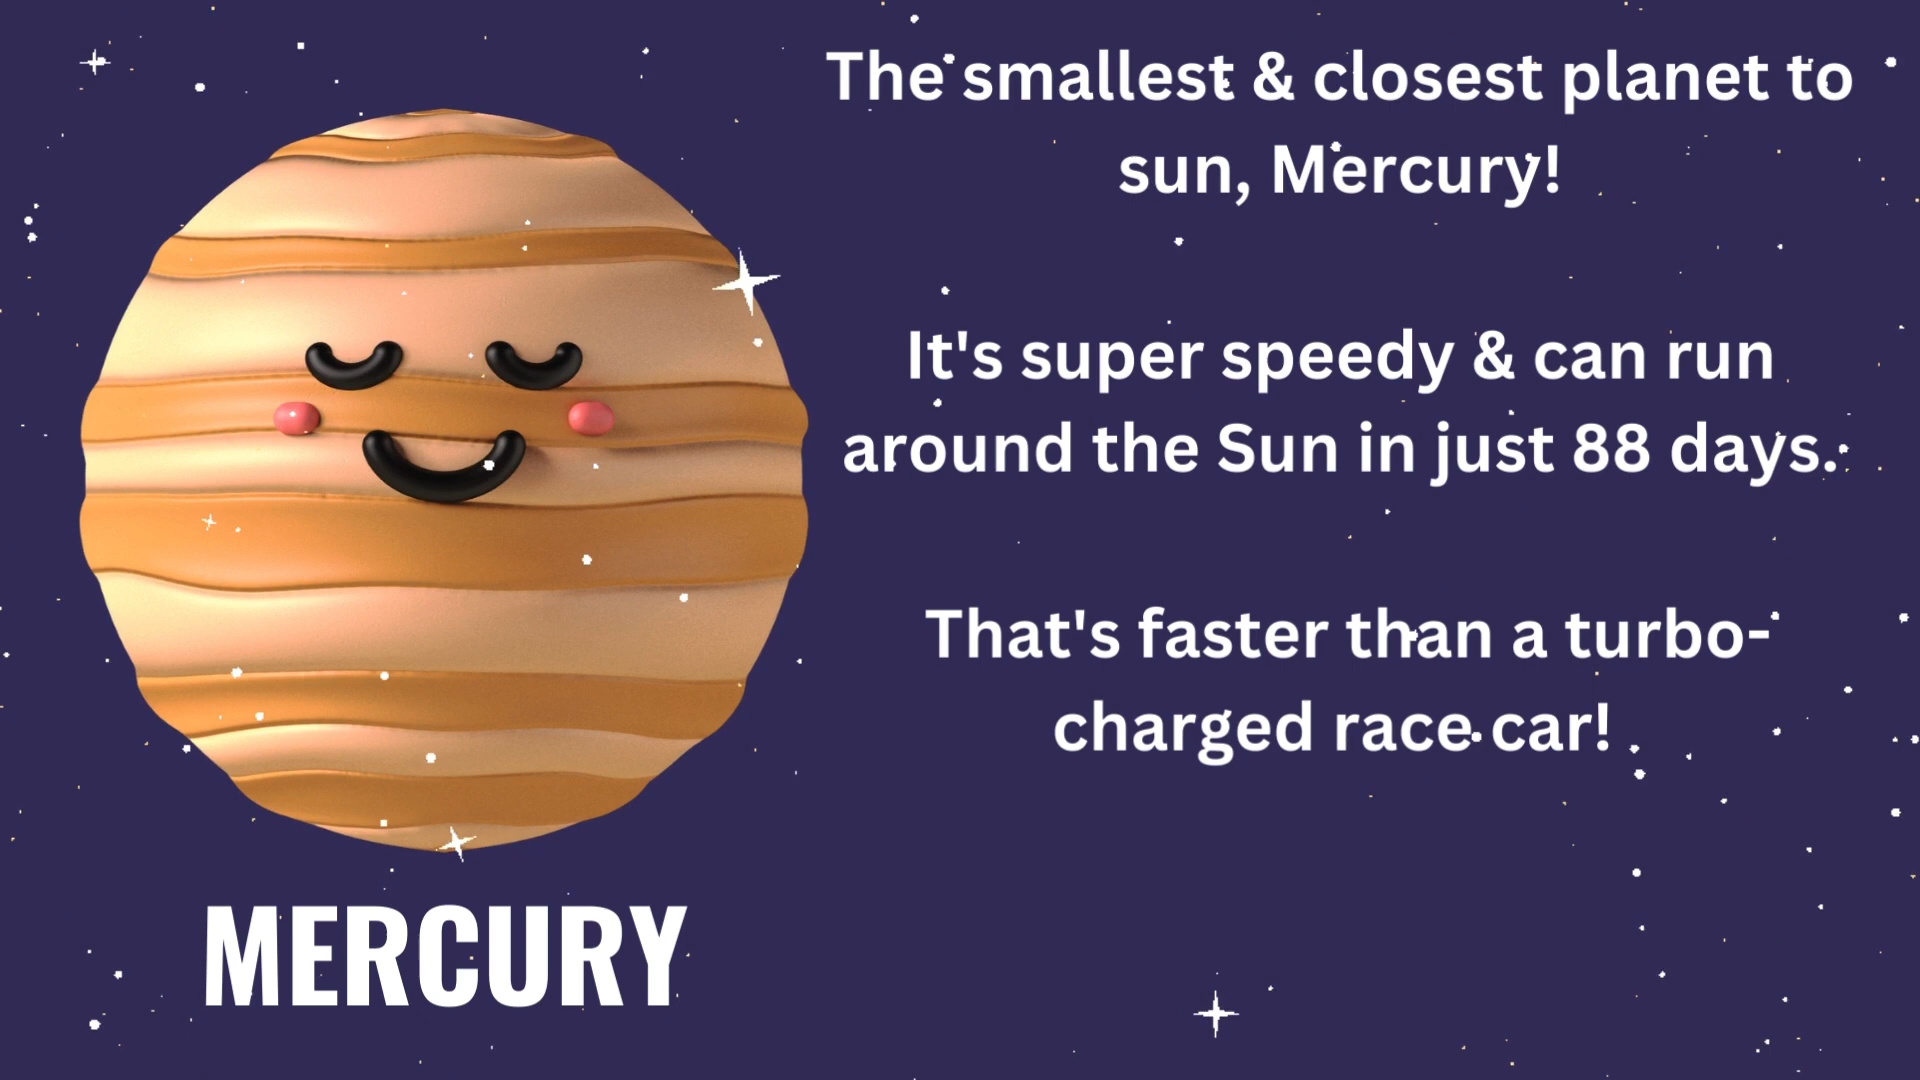 The smallest & closest planet to
sun, Mercury!
It's super speedy & can run
around the Sun in just 88 days.
That's faster than a turbo-
charged race car!
MERCURY